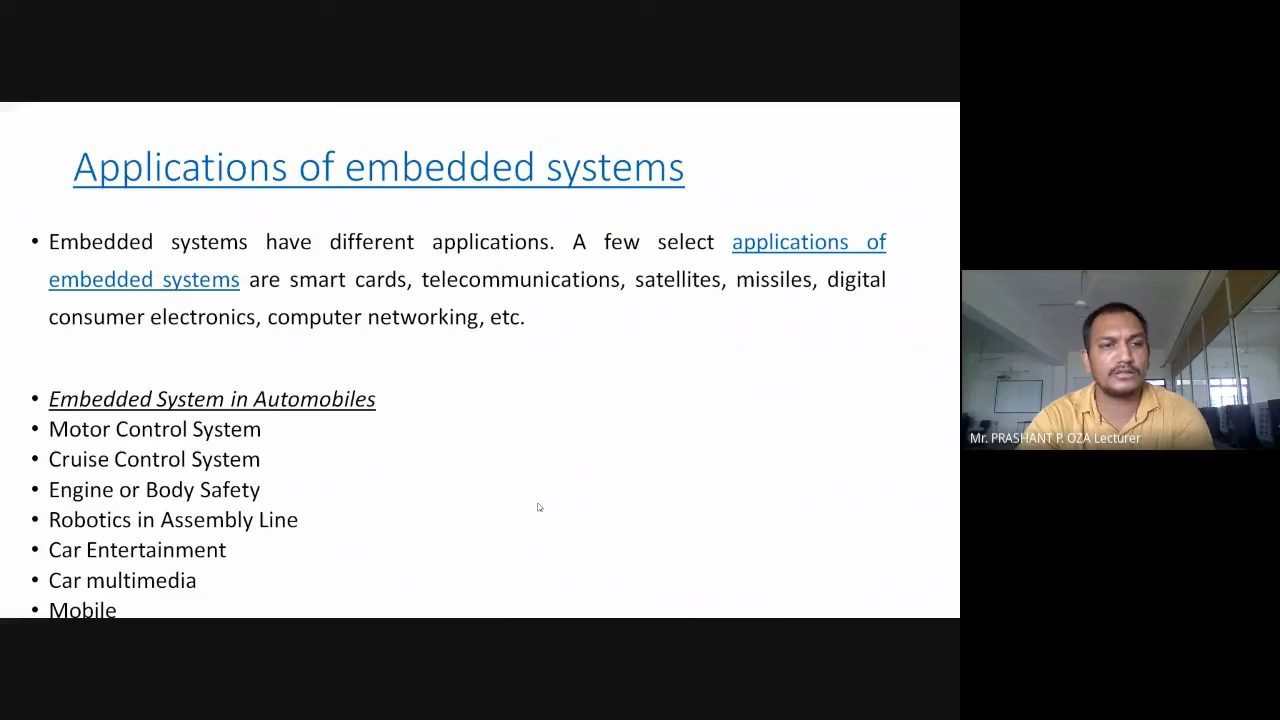 Applications of embedded systems
• Embedded systems have different applications. A few select applications of
embedded systems are smart cards, telecommunications, satellites, missiles, digital
consumer electronics, computer networking, etc.
• Embedded System in Automobiles
• Motor Control System
• Cruise Control System
• Engine or Body Safety
• Robotics in Assembly Line
• Car Entertainment
• Car multimedia
• Mobile
Mr. PRASHANT P. OZA Lecturer